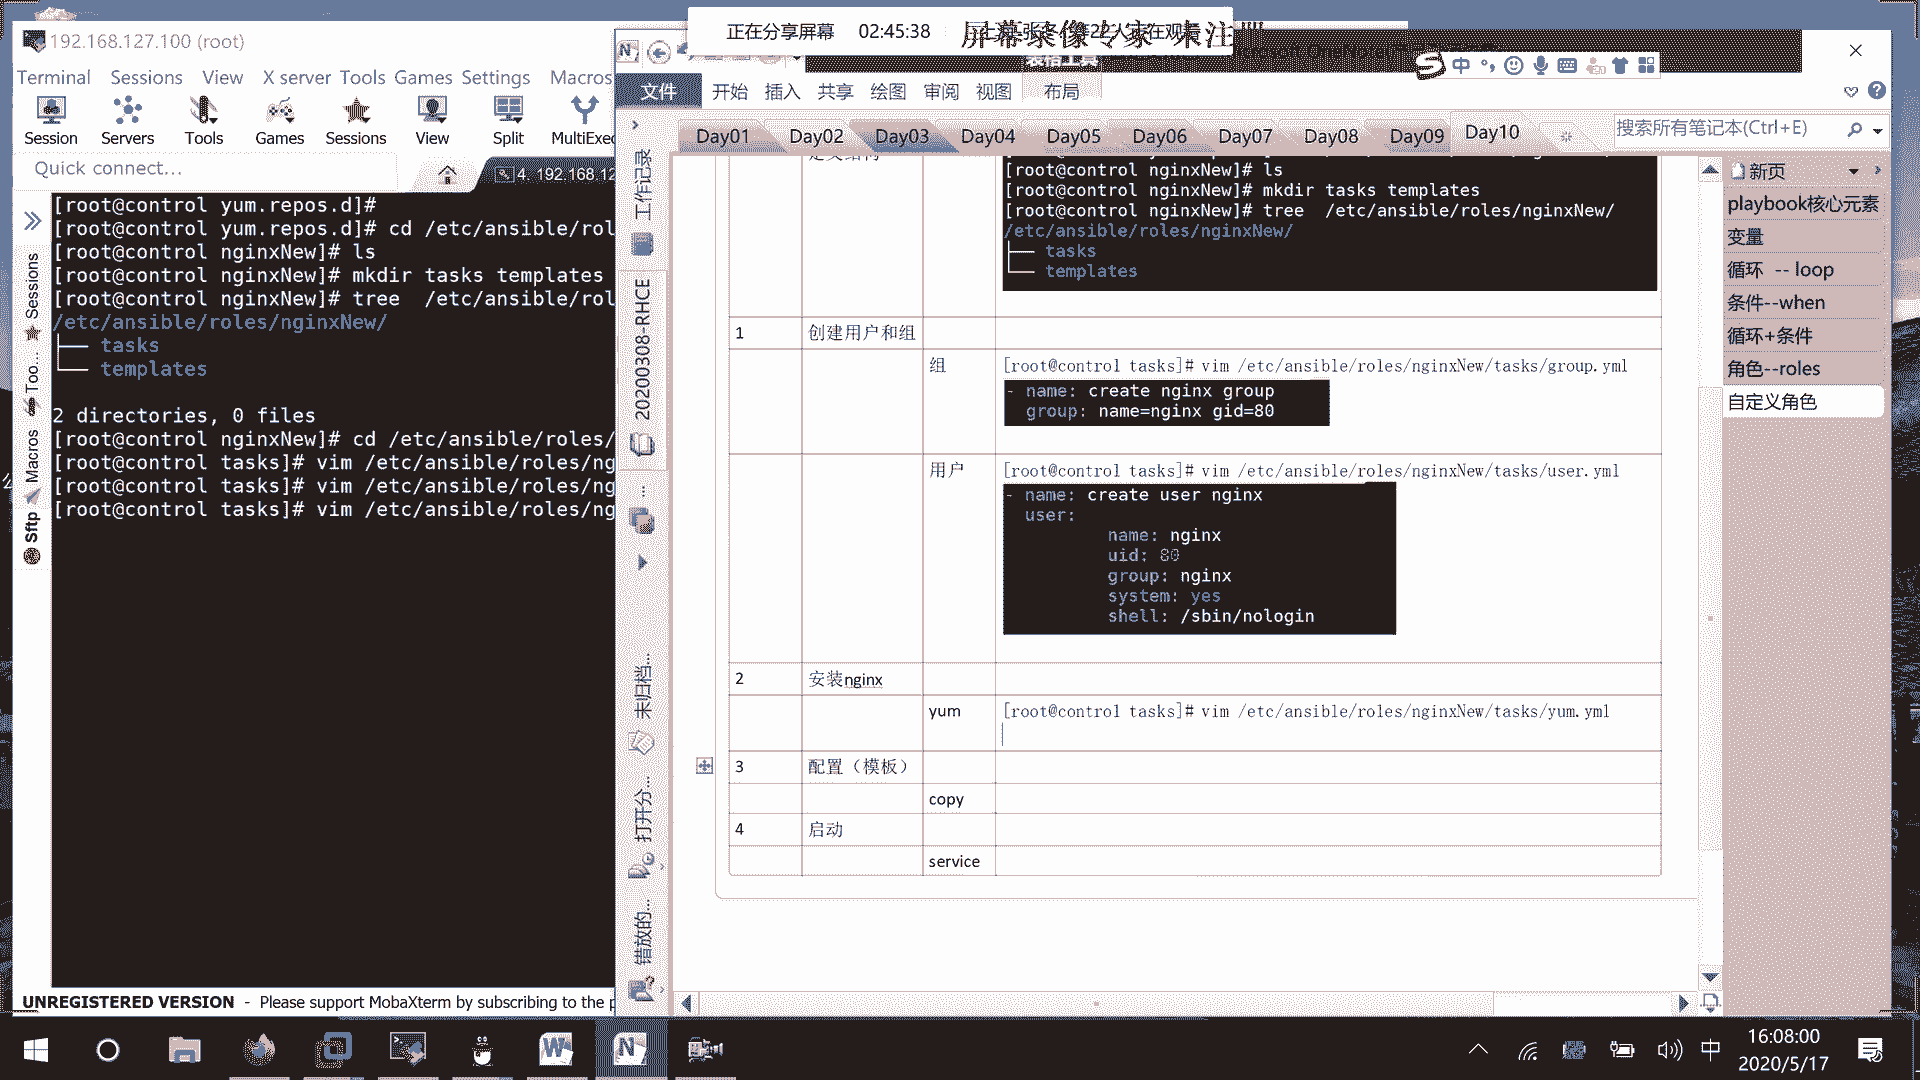 正在分享屏幕 02:45:38
屏幕录像专家 未注册
192.168.127.100 (root)
Terminal Sessions View X server Tools Games Settings Macros
Session Servers Tools Games Sessions View Split MultiExec
Quick connect...
4. 192.168.12
Sessions
Too...
Macros
Sftp
[root@control yum.repos.d]#
[root@control yum.repos.d]# cd /etc/ansible/rol
[root@control nginxNew]# ls
[root@control nginxNew]# mkdir tasks templates
[root@control nginxNew]# tree  /etc/ansible/rol
/etc/ansible/roles/nginxNew/
├── tasks
└── templates
2 directories, 0 files
[root@control nginxNew]# cd /etc/ansible/roles/
[root@control tasks]# vim /etc/ansible/roles/ng
[root@control tasks]# vim /etc/ansible/roles/ng
[root@control tasks]# vim /etc/ansible/roles/ng
UNREGISTERED VERSION - Please support MobaXterm by subscribing to the p
表格工具
文件 开始 插入 共享 绘图 审阅 视图 布局
Day01 Day02 Day03 Day04 Day05 Day06 Day07 Day08 Day09 Day10
搜索所有笔记本(Ctrl+E)
工作记录
20200308-RHCE
未归档...
打开分...
错放的...
定义结构
[root@control nginxNew]# ls
[root@control nginxNew]# mkdir tasks templates
[root@control nginxNew]# tree  /etc/ansible/roles/nginxNew/
/etc/ansible/roles/nginxNew/
├── tasks
└── templates
1 创建用户和组
组 [root@control tasks]# vim /etc/ansible/roles/nginxNew/tasks/group.yml
- name: create nginx group
group: name=nginx gid=80
用户 [root@control tasks]# vim /etc/ansible/roles/nginxNew/tasks/user.yml
- name: create user nginx
user:
name: nginx
uid: 80
group: nginx
system: yes
shell: /sbin/nologin
2 安装nginx
yum [root@control tasks]# vim /etc/ansible/roles/nginxNew/tasks/yum.yml
3 配置（模板）
copy
4 启动
service
新页
playbook核心元素
变量
循环 -- loop
条件--when
循环+条件
角色--roles
自定义角色
中
16:08:00
2020/5/17